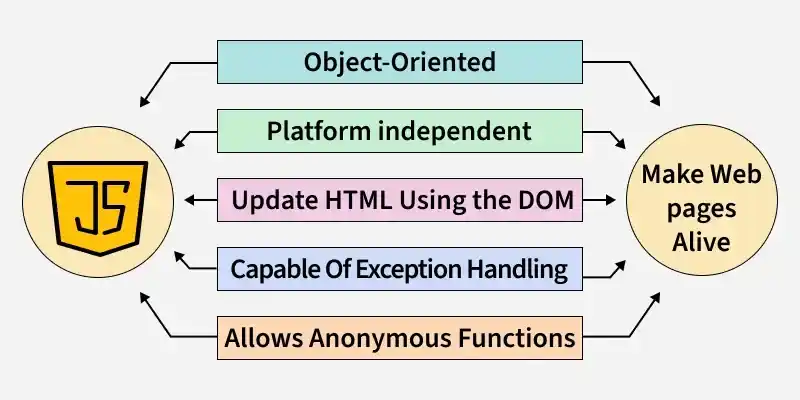 Object-Oriented
Platform independent
Update HTML Using the DOM
Capable Of Exception Handling
Allows Anonymous Functions
JS
Make Web
pages
Alive